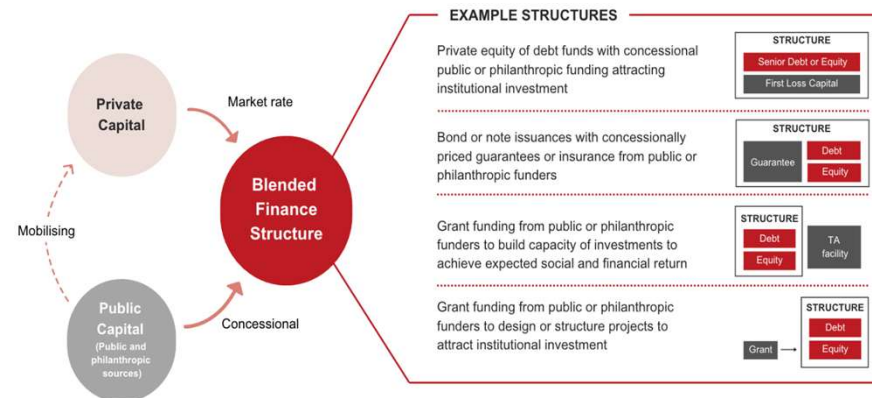 Private
Capital
Market rate
Blended
Finance
Structure
Mobilising
Public
Capital
(Public and
philanthropic
sources)
Concessional
EXAMPLE STRUCTURES
Private equity of debt funds with concessional
public or philanthropic funding attracting
institutional investment
STRUCTURE
Senior Debt or Equity
First Loss Capital
Bond or note issuances with concessionally
priced guarantees or insurance from public or
philanthropic funders
STRUCTURE
Guarantee
Debt
Equity
Grant funding from public or philanthropic
funders to build capacity of investments to
achieve expected social and financial return
STRUCTURE
Debt
Equity
TA
facility
Grant funding from public or philanthropic
funders to design or structure projects to
attract institutional investment
Grant
STRUCTURE
Debt
Equity